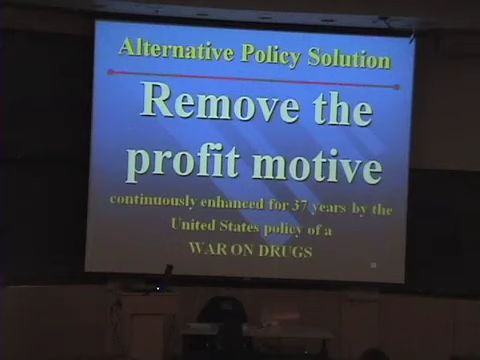 Alternative Policy Solution
Remove the
profit motive
continuously enhanced for 37 years by the
United States policy of a
WAR ON DRUGS